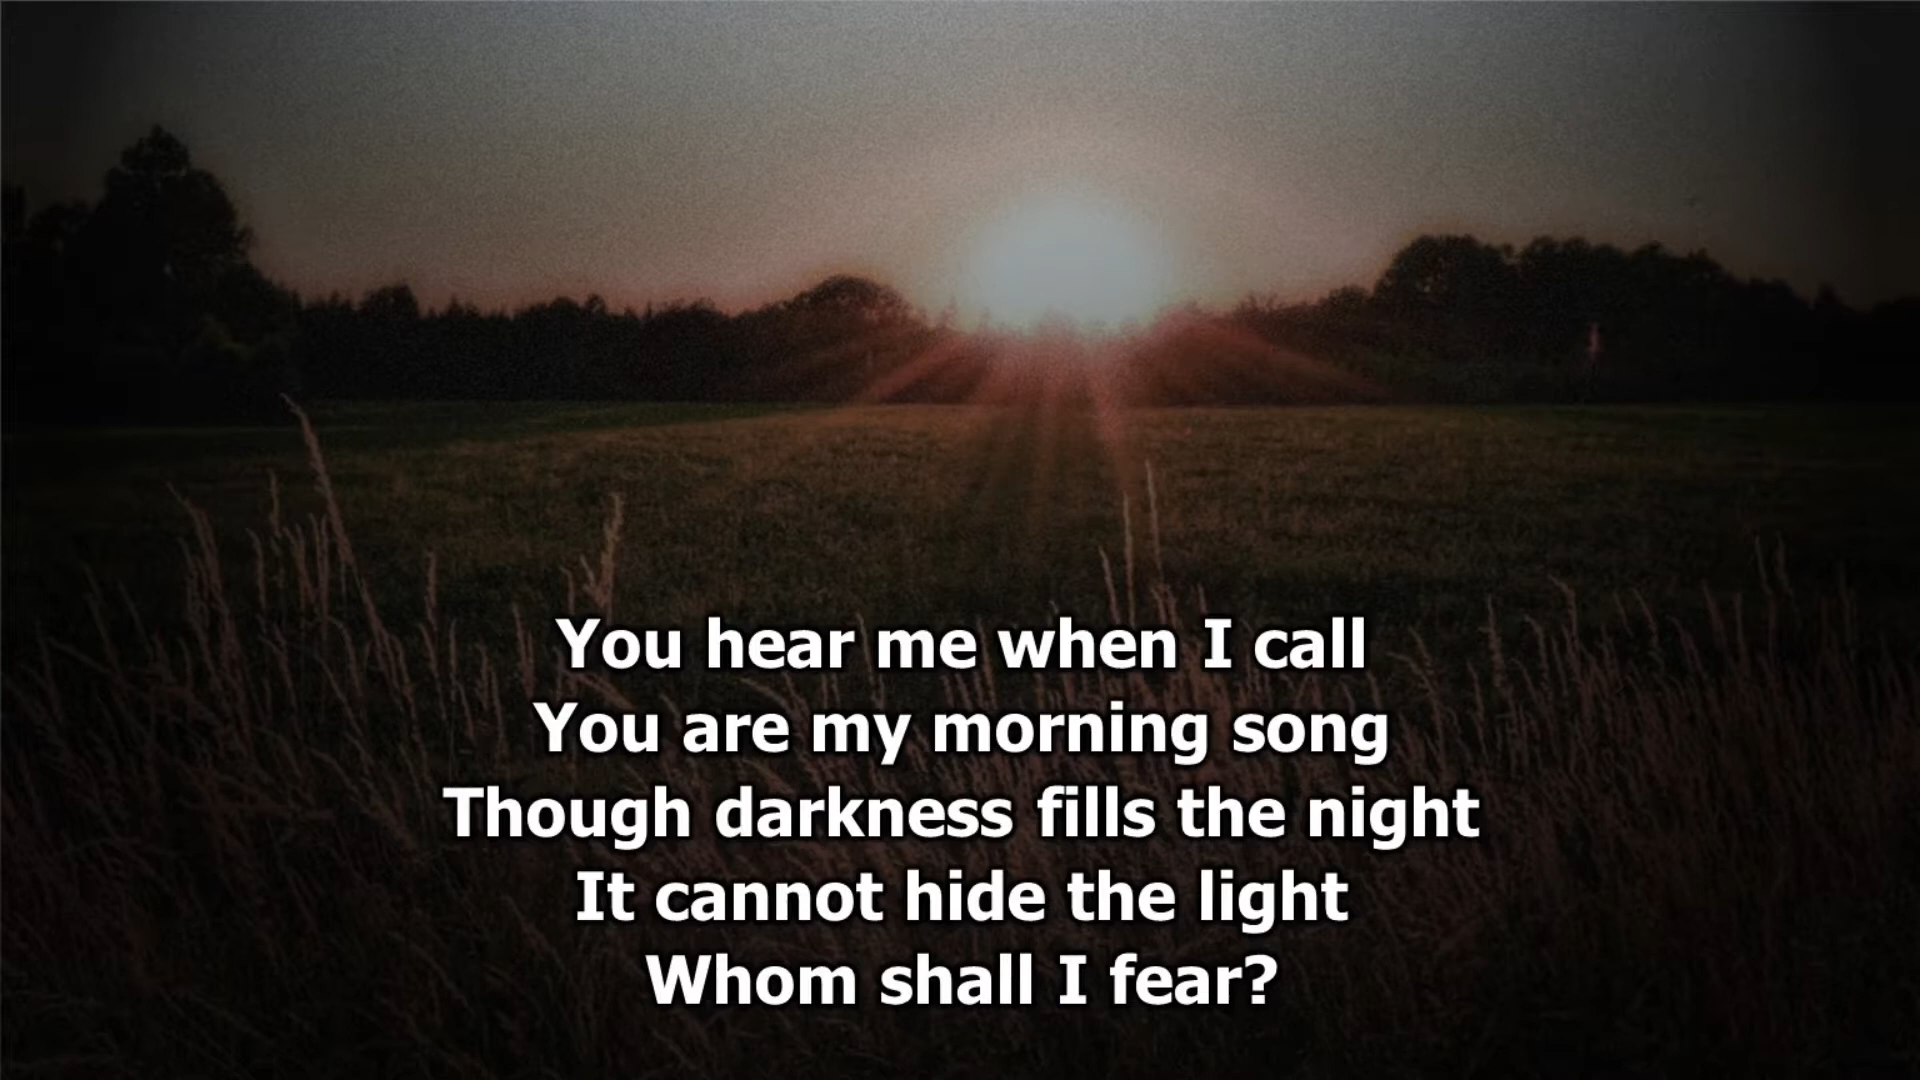 You hear me when I call
You are my morning song
Though darkness fills the night
It cannot hide the light
Whom shall I fear?